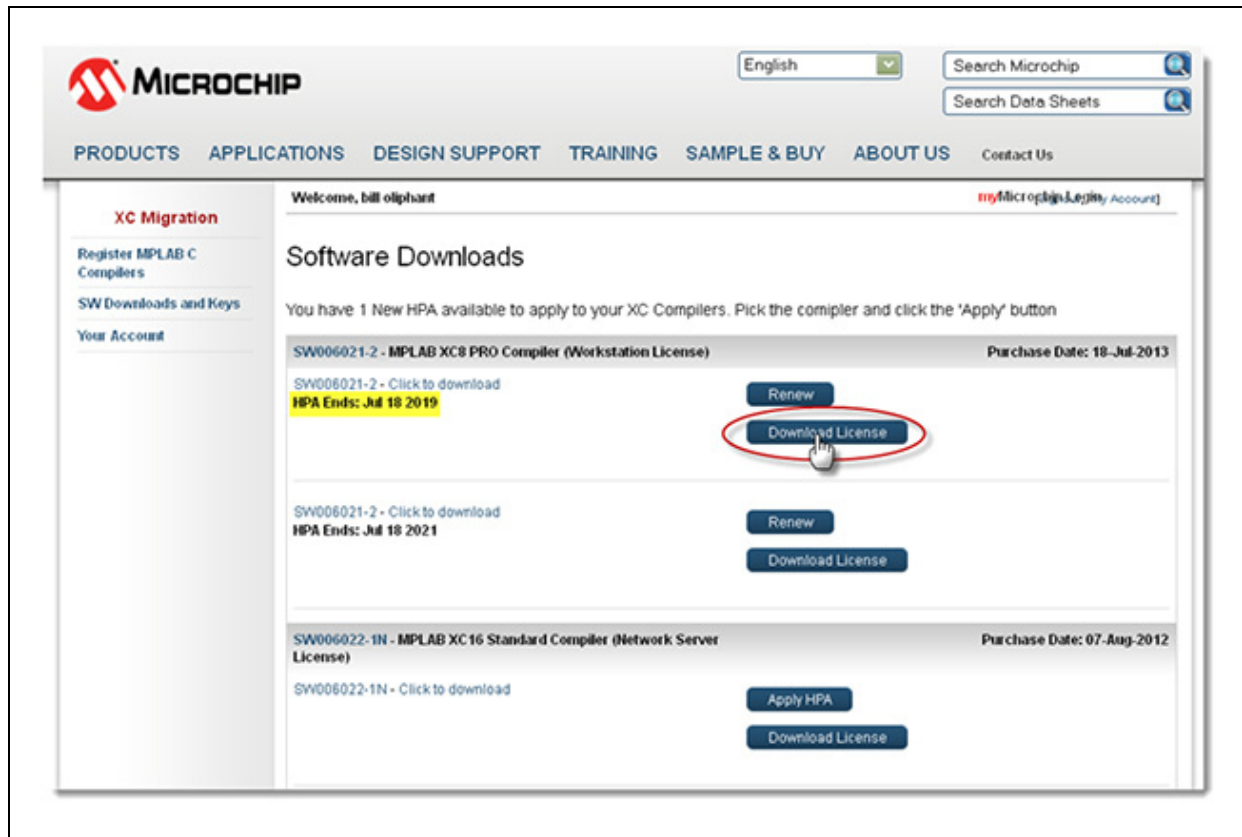 MICROCHIP
English
Search Microchip
Search Data Sheets
PRODUCTS APPLICATIONS DESIGN SUPPORT TRAINING SAMPLE & BUY ABOUT US Contact Us
XC Migration
Register MPLAB C
Compilers
SW Downloads and Keys
Your Account
Welcome, bill oliphant
myMicrochip Login Account]
Software Downloads
You have 1 New HPA available to apply to your XC Compilers. Pick the comipler and click the 'Apply' button
SW006021-2 - MPLAB XC8 PRO Compiler (Workstation License) Purchase Date: 18-Jul-2013
SW006021-2 - Click to download
HPA Ends: Jul 18 2019
Renew
Download License
SW006021-2 - Click to download
HPA Ends: Jul 18 2021
Renew
Download License
SW006022-1N - MPLAB XC16 Standard Compiler (Network Server
License) Purchase Date: 07-Aug-2012
SW006022-1N - Click to download
Apply HPA
Download License